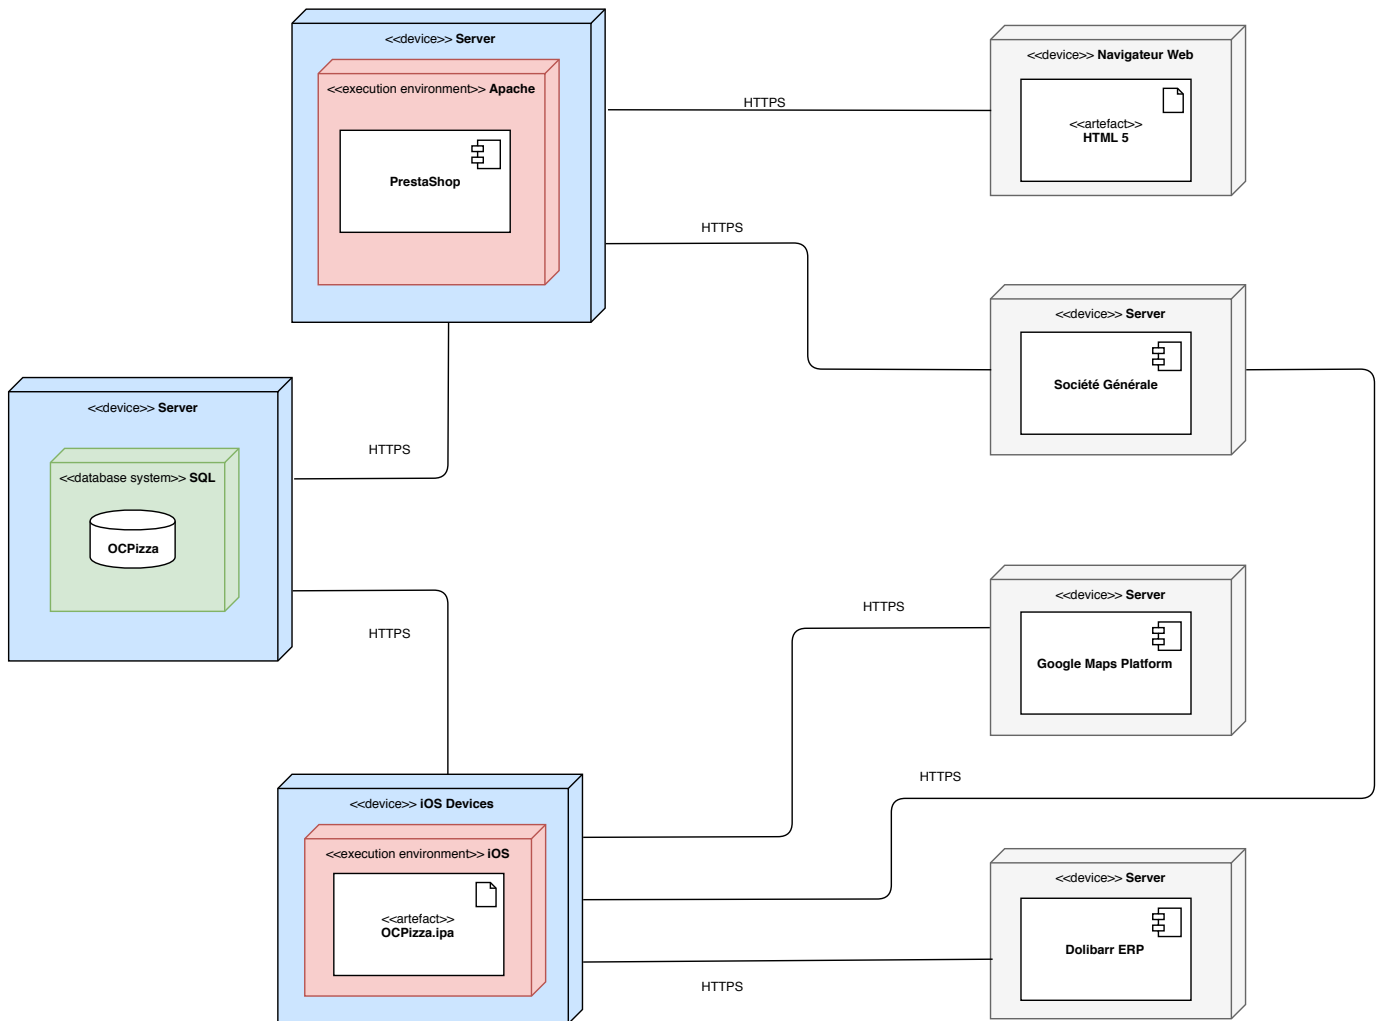 <<device>> Server
<<execution environment>> Apache
PrestaShop
HTTPS
<<device>> Navigateur Web
<<artefact>>
HTML 5
HTTPS
<<device>> Server
Société Générale
<<device>> Server
<<database system>> SQL
OCPizza
HTTPS
HTTPS
HTTPS
<<device>> Server
Google Maps Platform
HTTPS
<<device>> iOS Devices
<<execution environment>> iOS
<<artefact>>
OCPizza.ipa
HTTPS
<<device>> Server
Dolibarr ERP